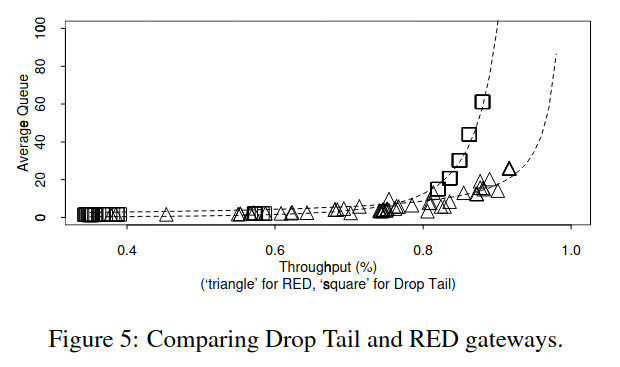 100
80
60
40
20
0
Average Queue
0.4 0.6 0.8 1.0
Throughput (%)
(‘triangle’ for RED, ‘square’ for Drop Tail)
Figure 5: Comparing Drop Tail and RED gateways.